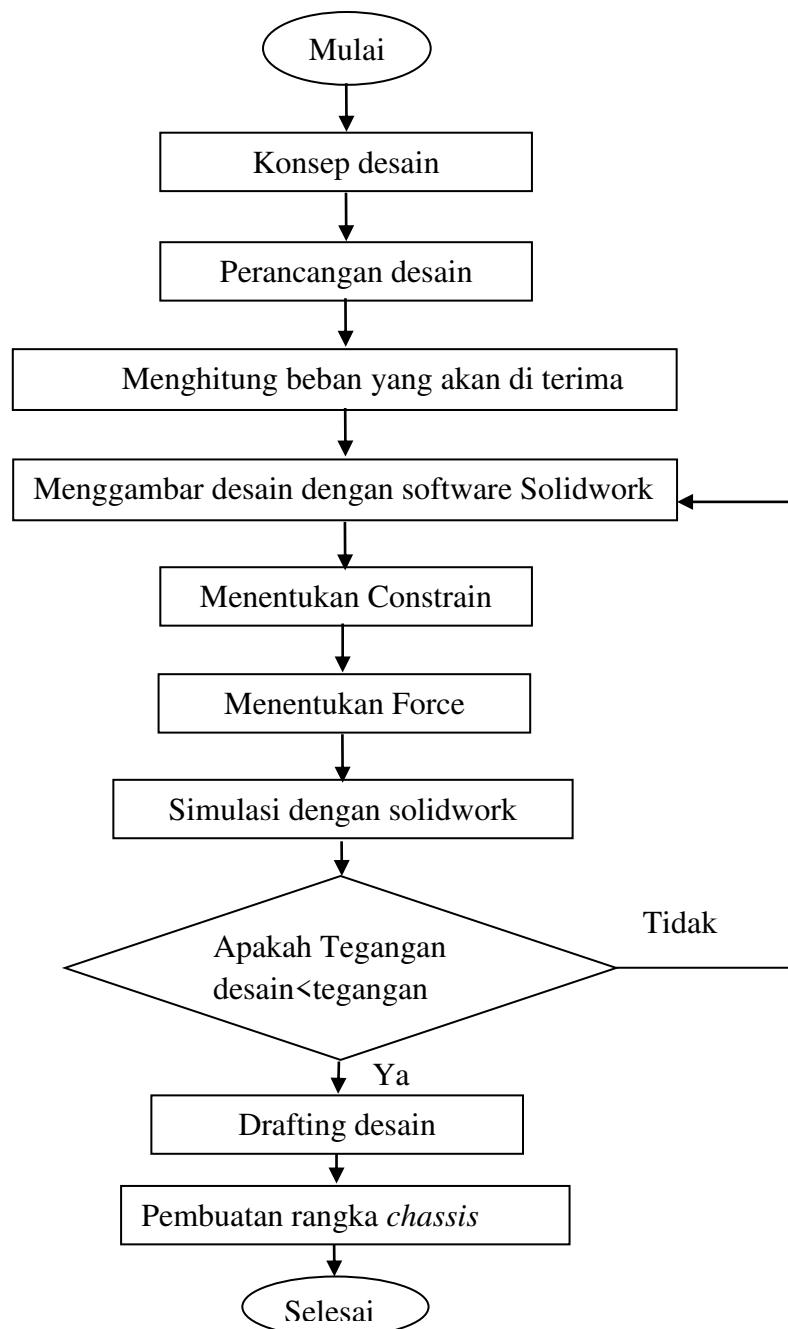 Mulai
Konsep desain
Perancangan desain
Menghitung beban yang akan di terima
Menggambar desain dengan software Solidwork
Menentukan Constrain
Menentukan Force
Simulasi dengan solidwork
Apakah Tegangan
desain<tegangan
Tidak
Ya
Drafting desain
Pembuatan rangka chassis
Selesai